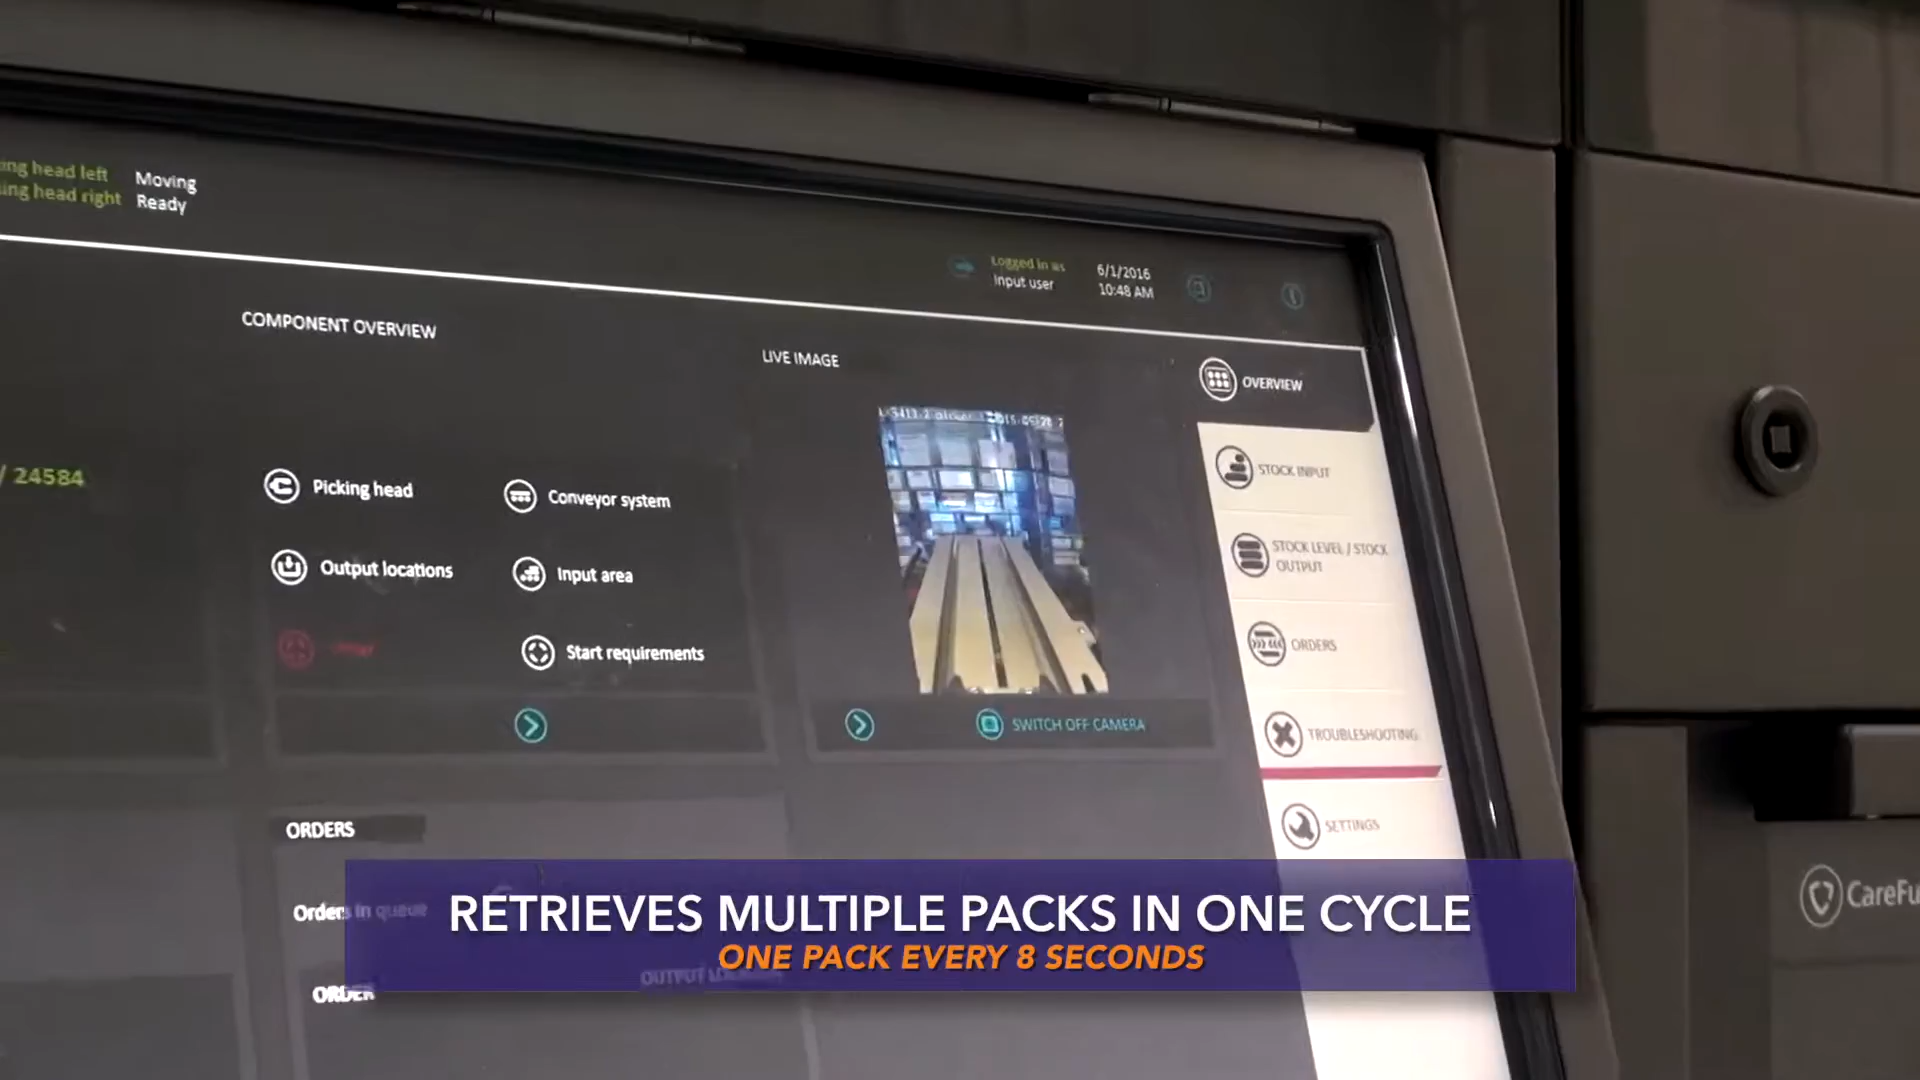 ing head left Moving
ing head right Ready
Logged in as
Input user
6/1/2016
10:48 AM
COMPONENT OVERVIEW
LIVE IMAGE
OVERVIEW
/ 24584
Picking head
Conveyor system
STOCK INPUT
Output locations
Input area
STOCK LEVEL / STOCK
OUTPUT
Start requirements
ORDERS
SWITCH OFF CAMERA
TROUBLESHOOTING
ORDERS
SETTINGS
Orders in queue
CareFu
RETRIEVES MULTIPLE PACKS IN ONE CYCLE
ONE PACK EVERY 8 SECONDS
ORDER
OUTPUT LOCATION